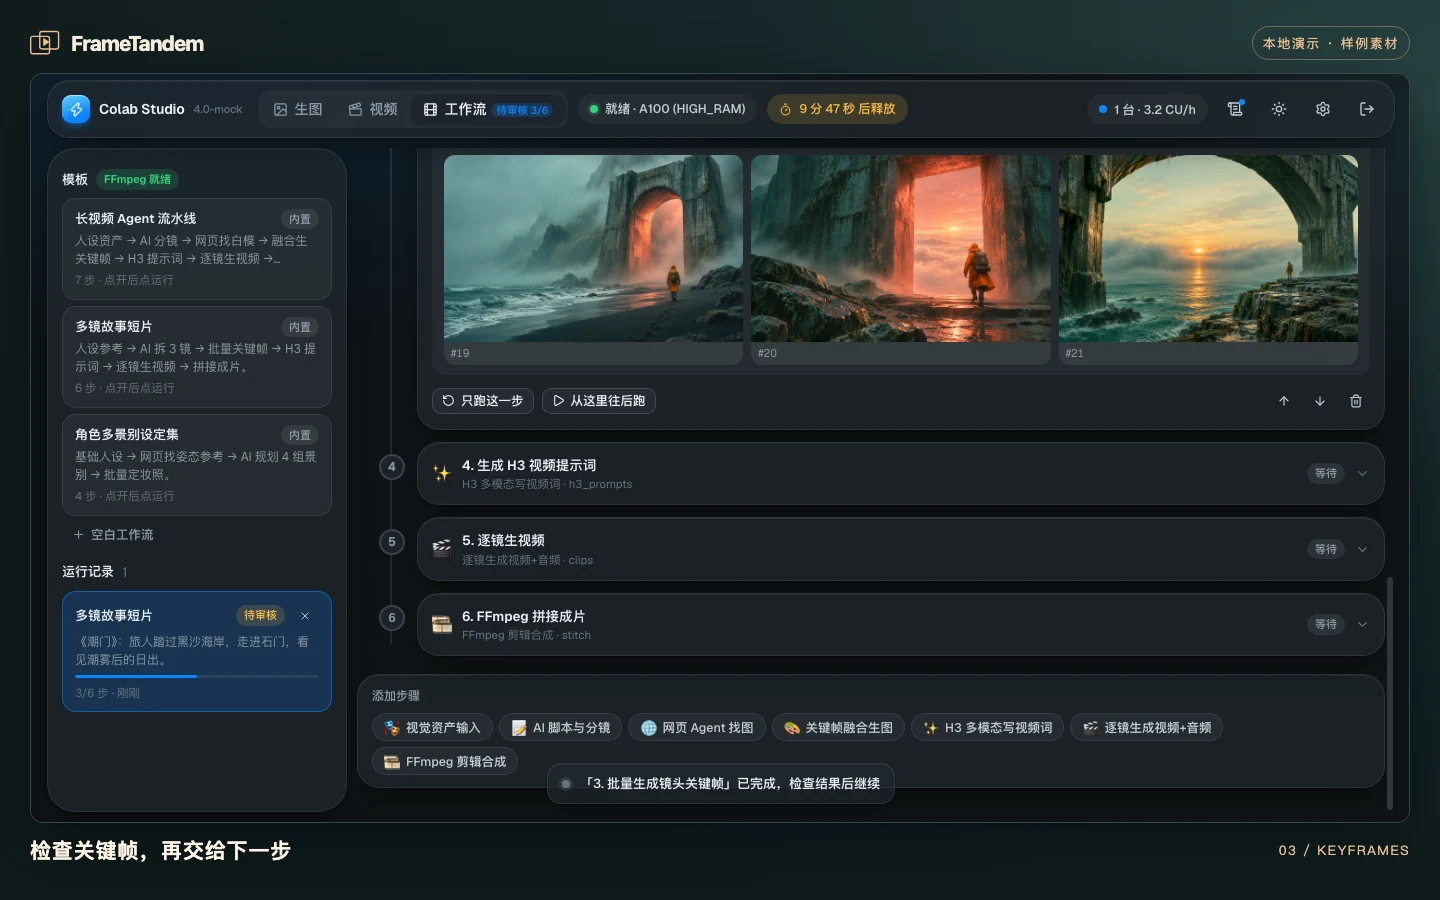 FrameTandem
本地演示 · 样例素材
Colab Studio 4.0-mock
生图
视频
工作流 待审核 3/6
就绪 · A100 (HIGH_RAM)
9 分 47 秒 后释放
1 台 · 3.2 CU/h
模板 FFmpeg 就绪
长视频 Agent 流水线 内置
人设资产 → AI 分镜 → 网页找白模 → 融合生
关键帧 → H3 提示词 → 逐镜生视频 →…
7 步 · 点开后点运行
多镜故事短片 内置
人设参考 → AI 拆 3 镜 → 批量关键帧 → H3 提
示词 → 逐镜生视频 → 拼接成片。
6 步 · 点开后点运行
角色多景别设定集 内置
基础人设 → 网页找姿态参考 → AI 规划 4 组景
别 → 批量定妆照。
4 步 · 点开后点运行
+ 空白工作流
运行记录 1
多镜故事短片 待审核 ×
《潮门》：旅人踏过黑沙海岸，走进石门，看
见潮雾后的日出。
3/6 步 · 刚刚
#19
#20
#21
只跑这一步
从这里往后跑
4
4. 生成 H3 视频提示词
H3 多模态写视频词 · h3_prompts
等待
5
5. 逐镜生视频
逐镜生成视频+音频 · clips
等待
6
6. FFmpeg 拼接成片
FFmpeg 剪辑合成 · stitch
等待
添加步骤
视觉资产输入
AI 脚本与分镜
网页 Agent 找图
关键帧融合生图
H3 多模态写视频词
逐镜生成视频+音频
FFmpeg 剪辑合成
「3. 批量生成镜头关键帧」已完成，检查结果后继续
检查关键帧，再交给下一步
03 / KEYFRAMES